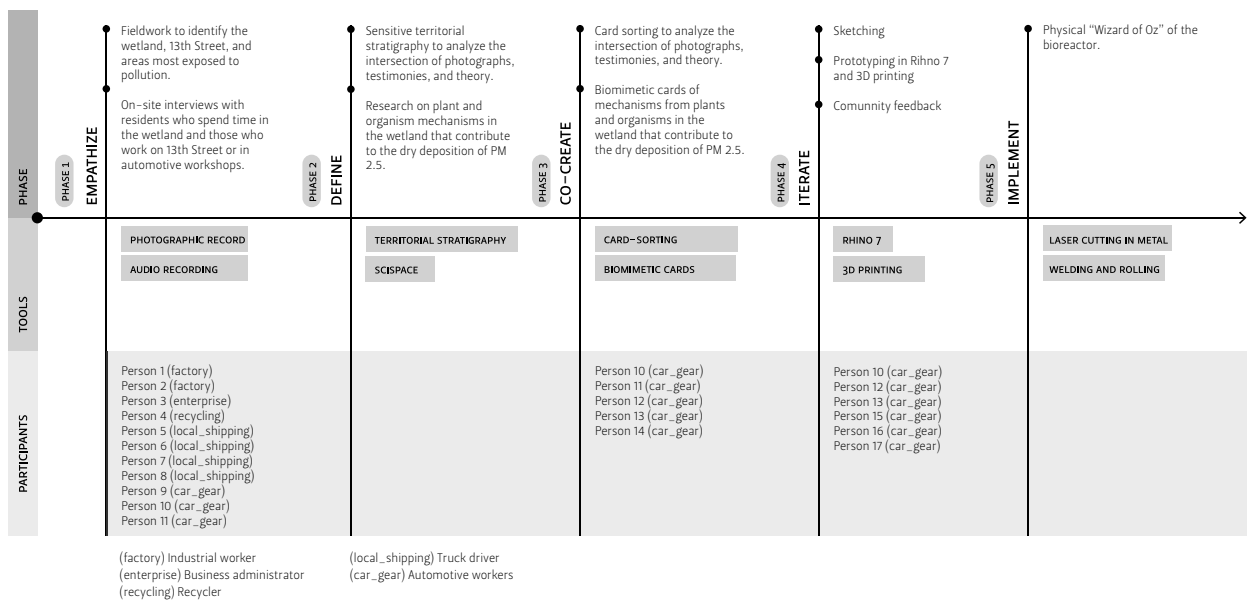 PHASE
PHASE 1
EMPATHIZE
Fieldwork to identify the
wetland, 13th Street, and
areas most exposed to
pollution.
On-site interviews with
residents who spend time in
the wetland and those who
work on 13th Street or in
automotive workshops.
PHASE 2
DEFINE
Sensitive territorial
stratigraphy to analyze the
intersection of photographs,
testimonies, and theory.
Research on plant and
organism mechanisms in
the wetland that contribute
to the dry deposition of PM
2.5.
PHASE 3
CO-CREATE
Card sorting to analyze the
intersection of photographs,
testimonies, and theory.
Biomimetic cards of
mechanisms from plants
and organisms in the
wetland that contribute to
the dry deposition of PM 2.5.
PHASE 4
ITERATE
Sketching
Prototyping in Rihno 7
and 3D printing
Comunnity feedback
PHASE 5
IMPLEMENT
Physical “Wizard of Oz” of the
bioreactor.
TOOLS
PHOTOGRAPHIC RECORD
AUDIO RECORDING
TERRITORIAL STRATIGRAPHY
SCISPACE
CARD-SORTING
BIOMIMETIC CARDS
RHINO 7
3D PRINTING
LASER CUTTING IN METAL
WELDING AND ROLLING
PARTICIPANTS
Person 1 (factory)
Person 2 (factory)
Person 3 (enterprise)
Person 4 (recycling)
Person 5 (local_shipping)
Person 6 (local_shipping)
Person 7 (local_shipping)
Person 8 (local_shipping)
Person 9 (car_gear)
Person 10 (car_gear)
Person 11 (car_gear)
Person 10 (car_gear)
Person 11 (car_gear)
Person 12 (car_gear)
Person 13 (car_gear)
Person 14 (car_gear)
Person 10 (car_gear)
Person 12 (car_gear)
Person 13 (car_gear)
Person 15 (car_gear)
Person 16 (car_gear)
Person 17 (car_gear)
(factory) Industrial worker
(enterprise) Business administrator
(recycling) Recycler
(local_shipping) Truck driver
(car_gear) Automotive workers